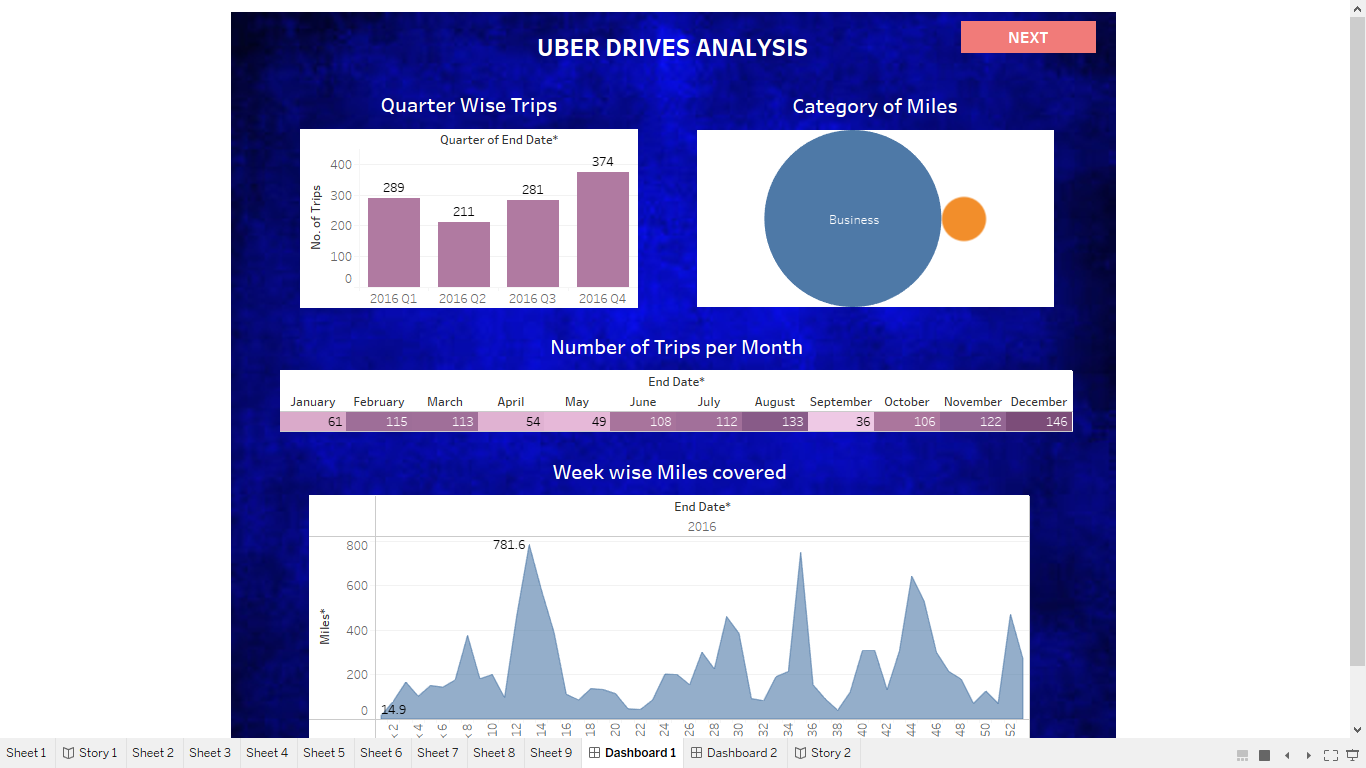 UBER DRIVES ANALYSIS
NEXT
Quarter Wise Trips
Quarter of End Date*
No. of Trips
400
300
200
100
0
289
211
281
374
2016 Q1 2016 Q2 2016 Q3 2016 Q4
Category of Miles
Business
Number of Trips per Month
End Date*
January February March April May June July August September October November December
61 115 113 54 49 108 112 133 36 106 122 146
Week wise Miles covered
End Date*
2016
Miles*
800
600
400
200
0
781.6
14.9
2 4 6 8 10 12 14 16 18 20 22 24 26 28 30 32 34 36 38 40 42 44 46 48 50 52
Sheet 1 Story 1 Sheet 2 Sheet 3 Sheet 4 Sheet 5 Sheet 6 Sheet 7 Sheet 8 Sheet 9 Dashboard 1 Dashboard 2 Story 2